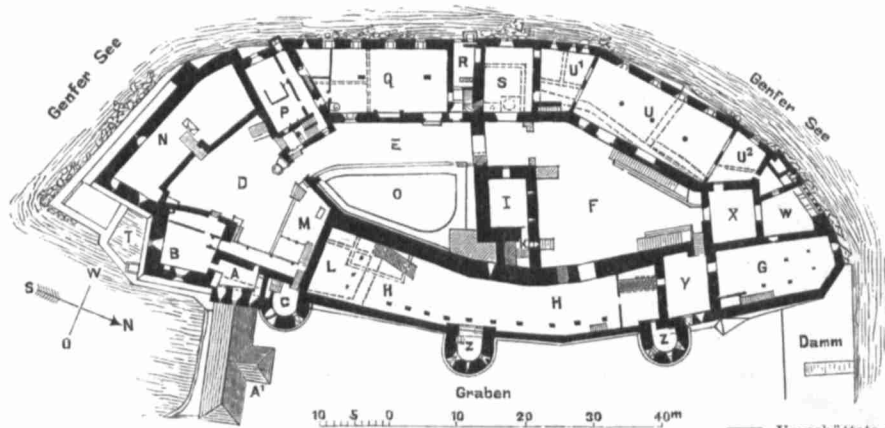 Genfer See
Genfer See
N
P
Q
R
S
U¹
U
U²
D
E
O
I
F
X
W
M
T
B
A
L
H
H
Y
G
C
Z
Z
S
W
N
O
A¹
Graben
Damm
10 5 0 10 20 30 40m